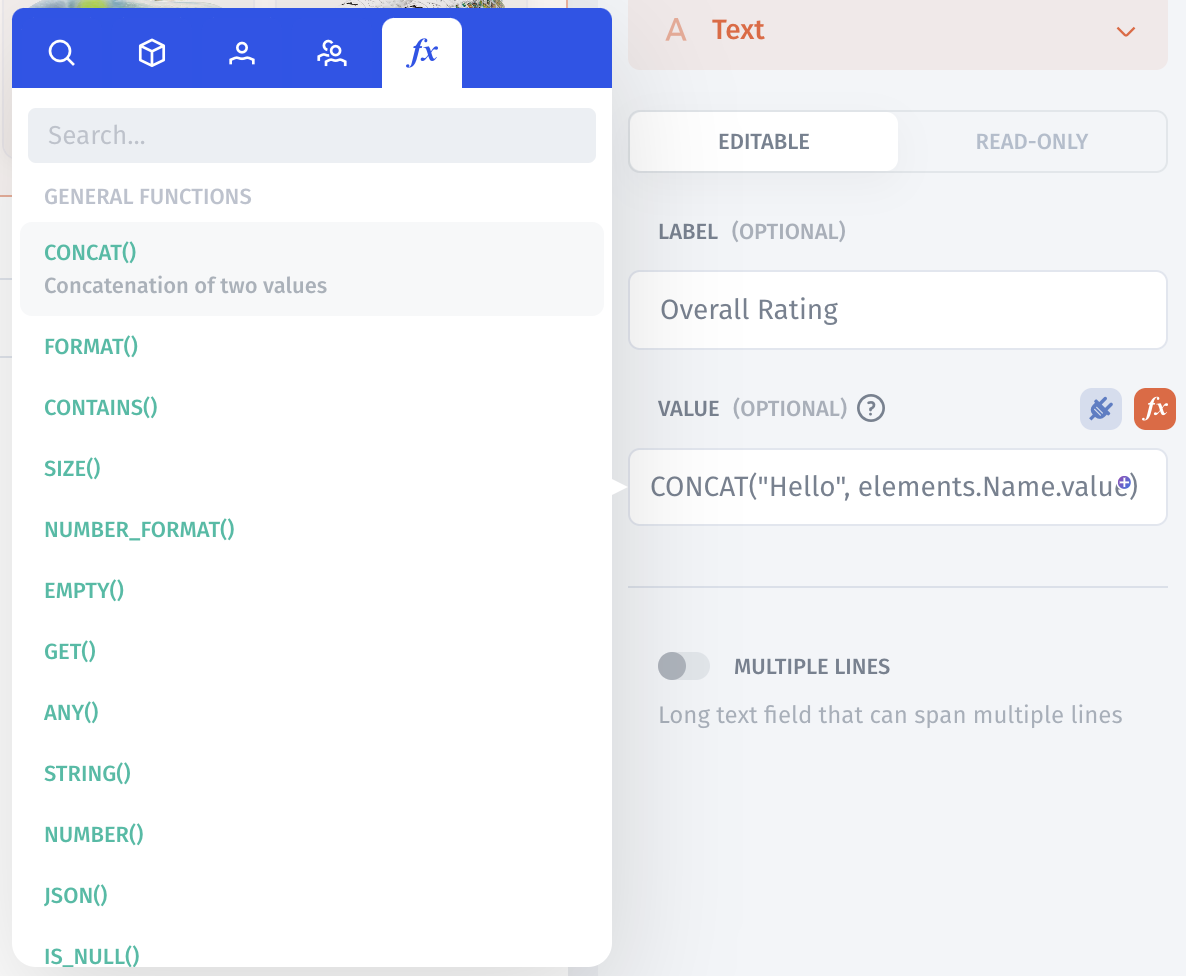 fx
Search...
GENERAL FUNCTIONS
CONCAT()
Concatenation of two values
FORMAT()
CONTAINS()
SIZE()
NUMBER_FORMAT()
EMPTY()
GET()
ANY()
STRING()
NUMBER()
JSON()
IS_NULL()
A Text
EDITABLE READ-ONLY
LABEL (OPTIONAL)
Overall Rating
VALUE (OPTIONAL) ? fx
CONCAT("Hello", elements.Name.value)
MULTIPLE LINES
Long text field that can span multiple lines